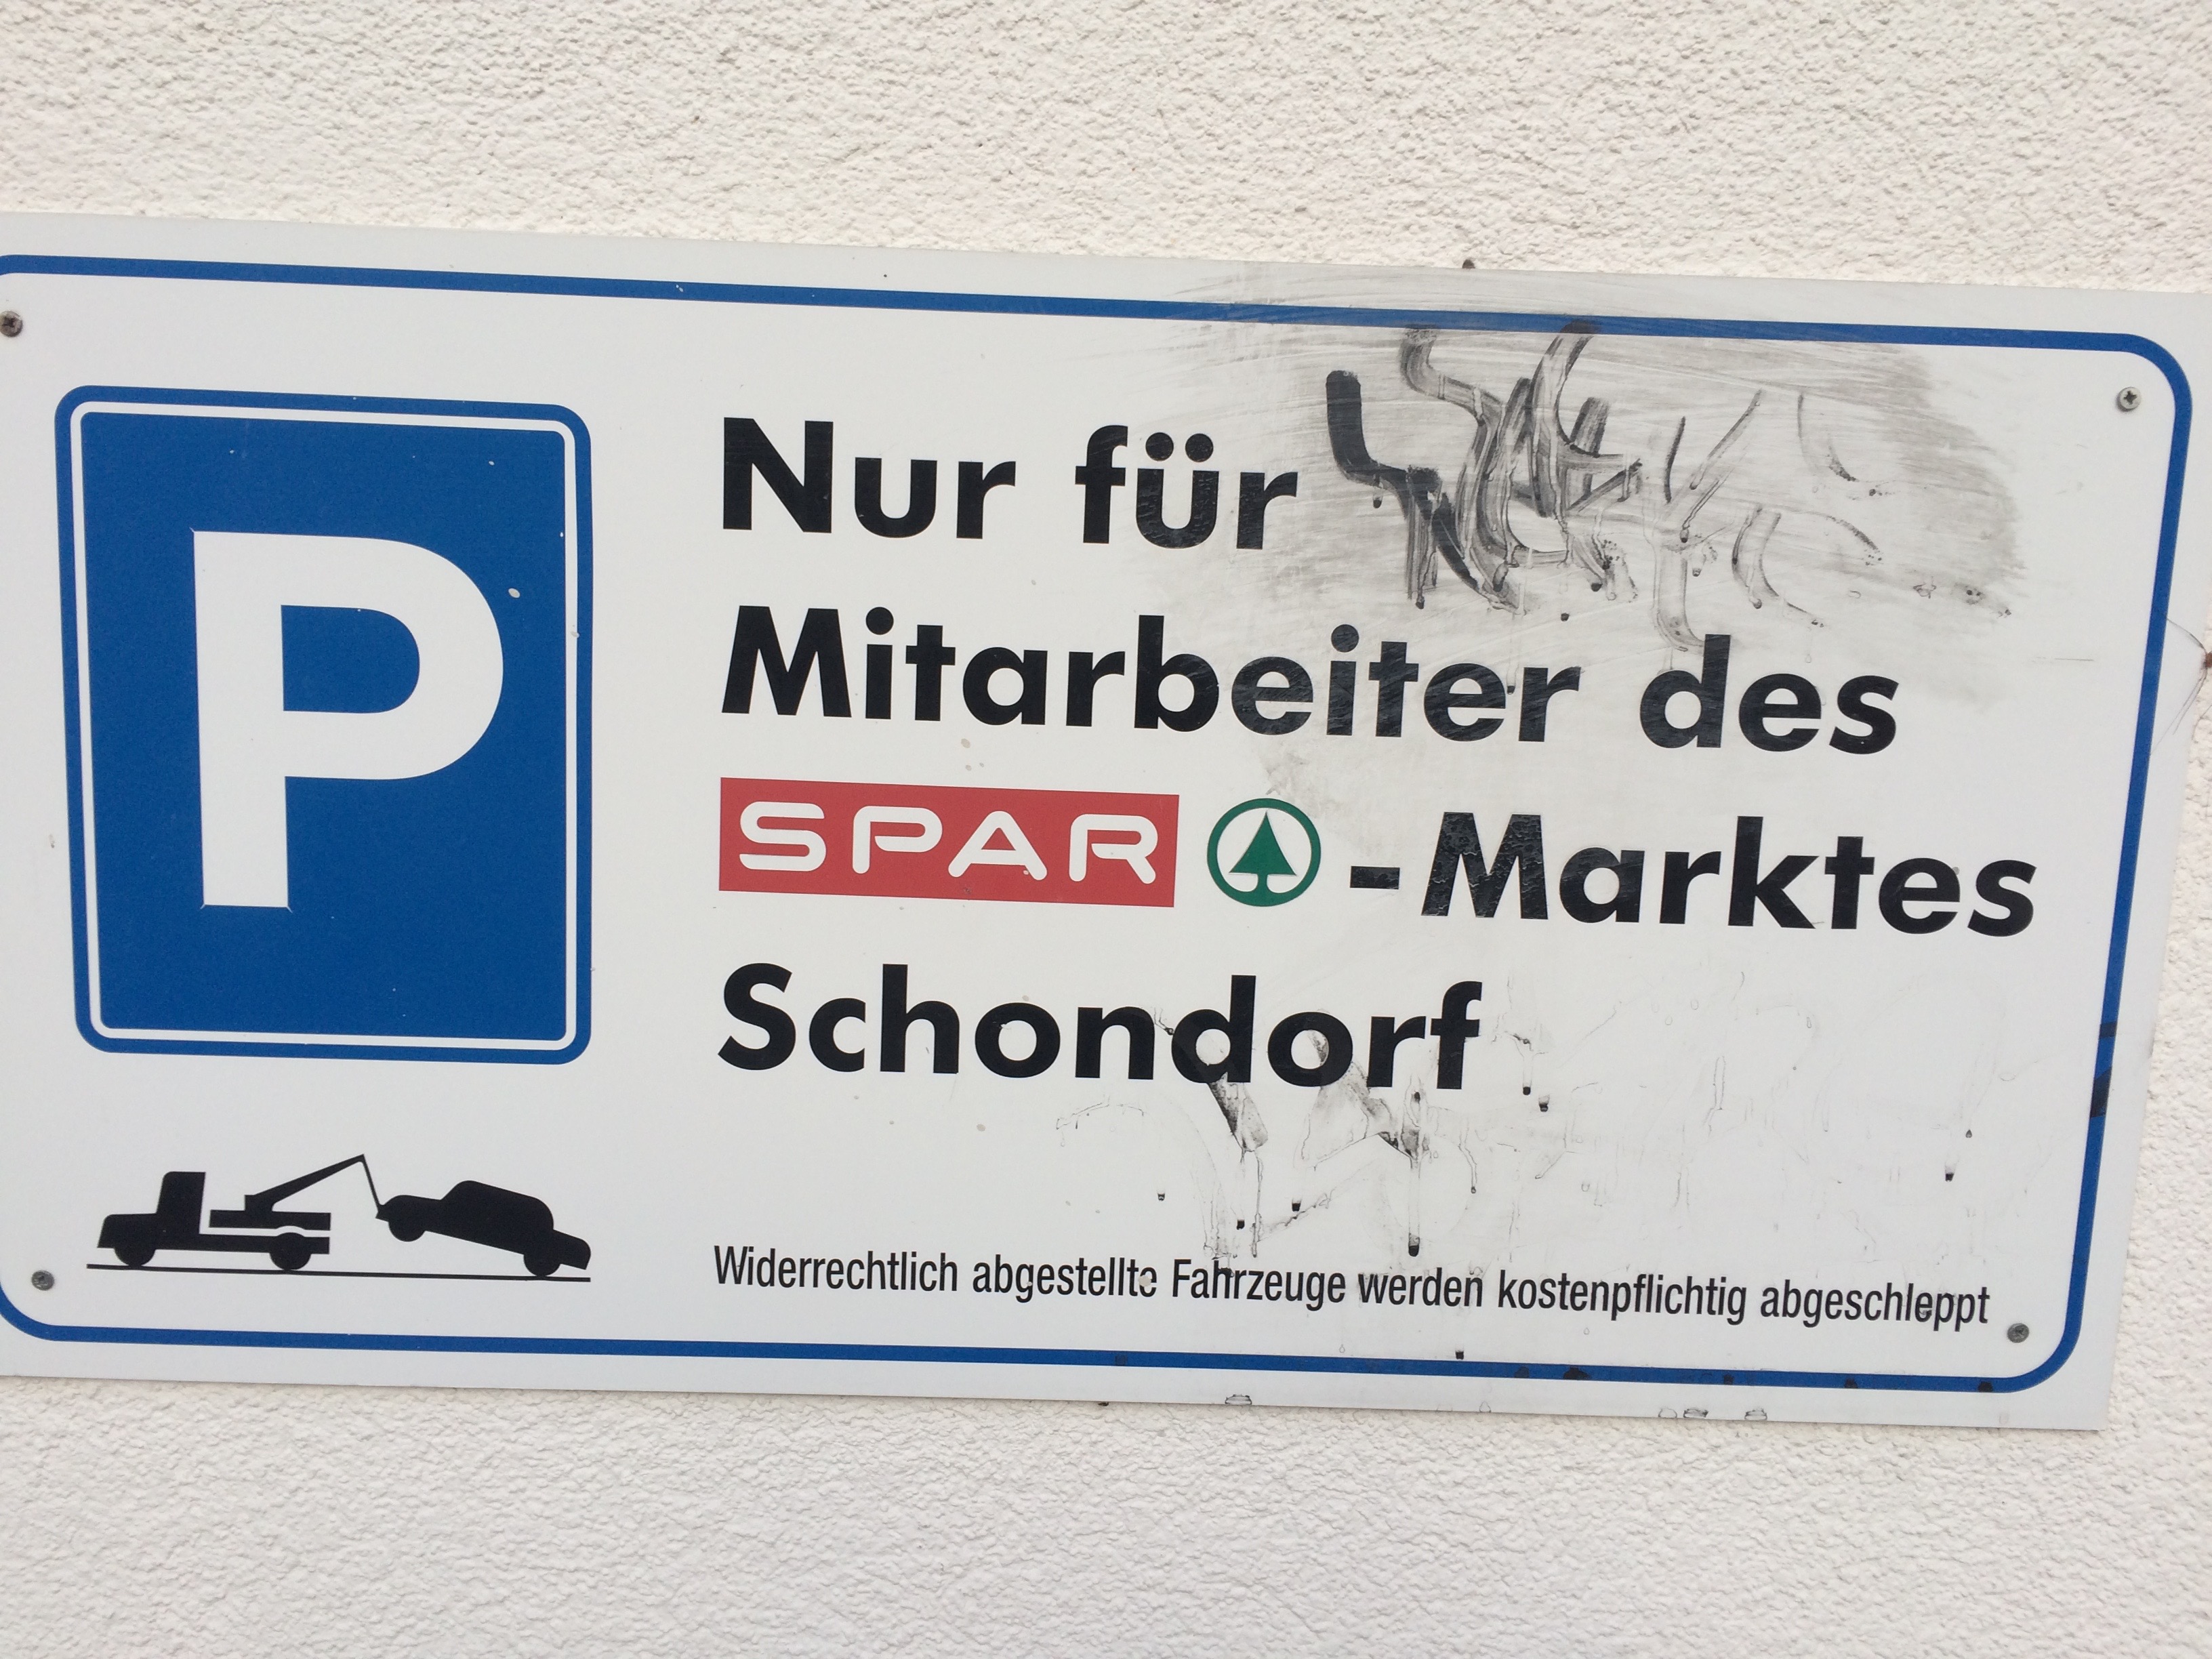 P
Nur für
Mitarbeiter des
SPAR -Marktes
Schondorf
Widerrechtlich abgestellte Fahrzeuge werden kostenpflichtig abgeschleppt